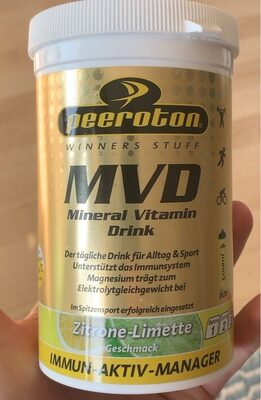 peeroton
WINNERS STUFF
MVD
Mineral Vitamin
Drink
Der tägliche Drink für Alltag & Sport
Unterstützt das Immunsystem
Magnesium trägt zum
Elektrolytgleichgewicht bei
Im Spitzensport erfolgreich eingesetzt
Zitrone-Limette
Geschmack
IMMUN-AKTIV-MANAGER